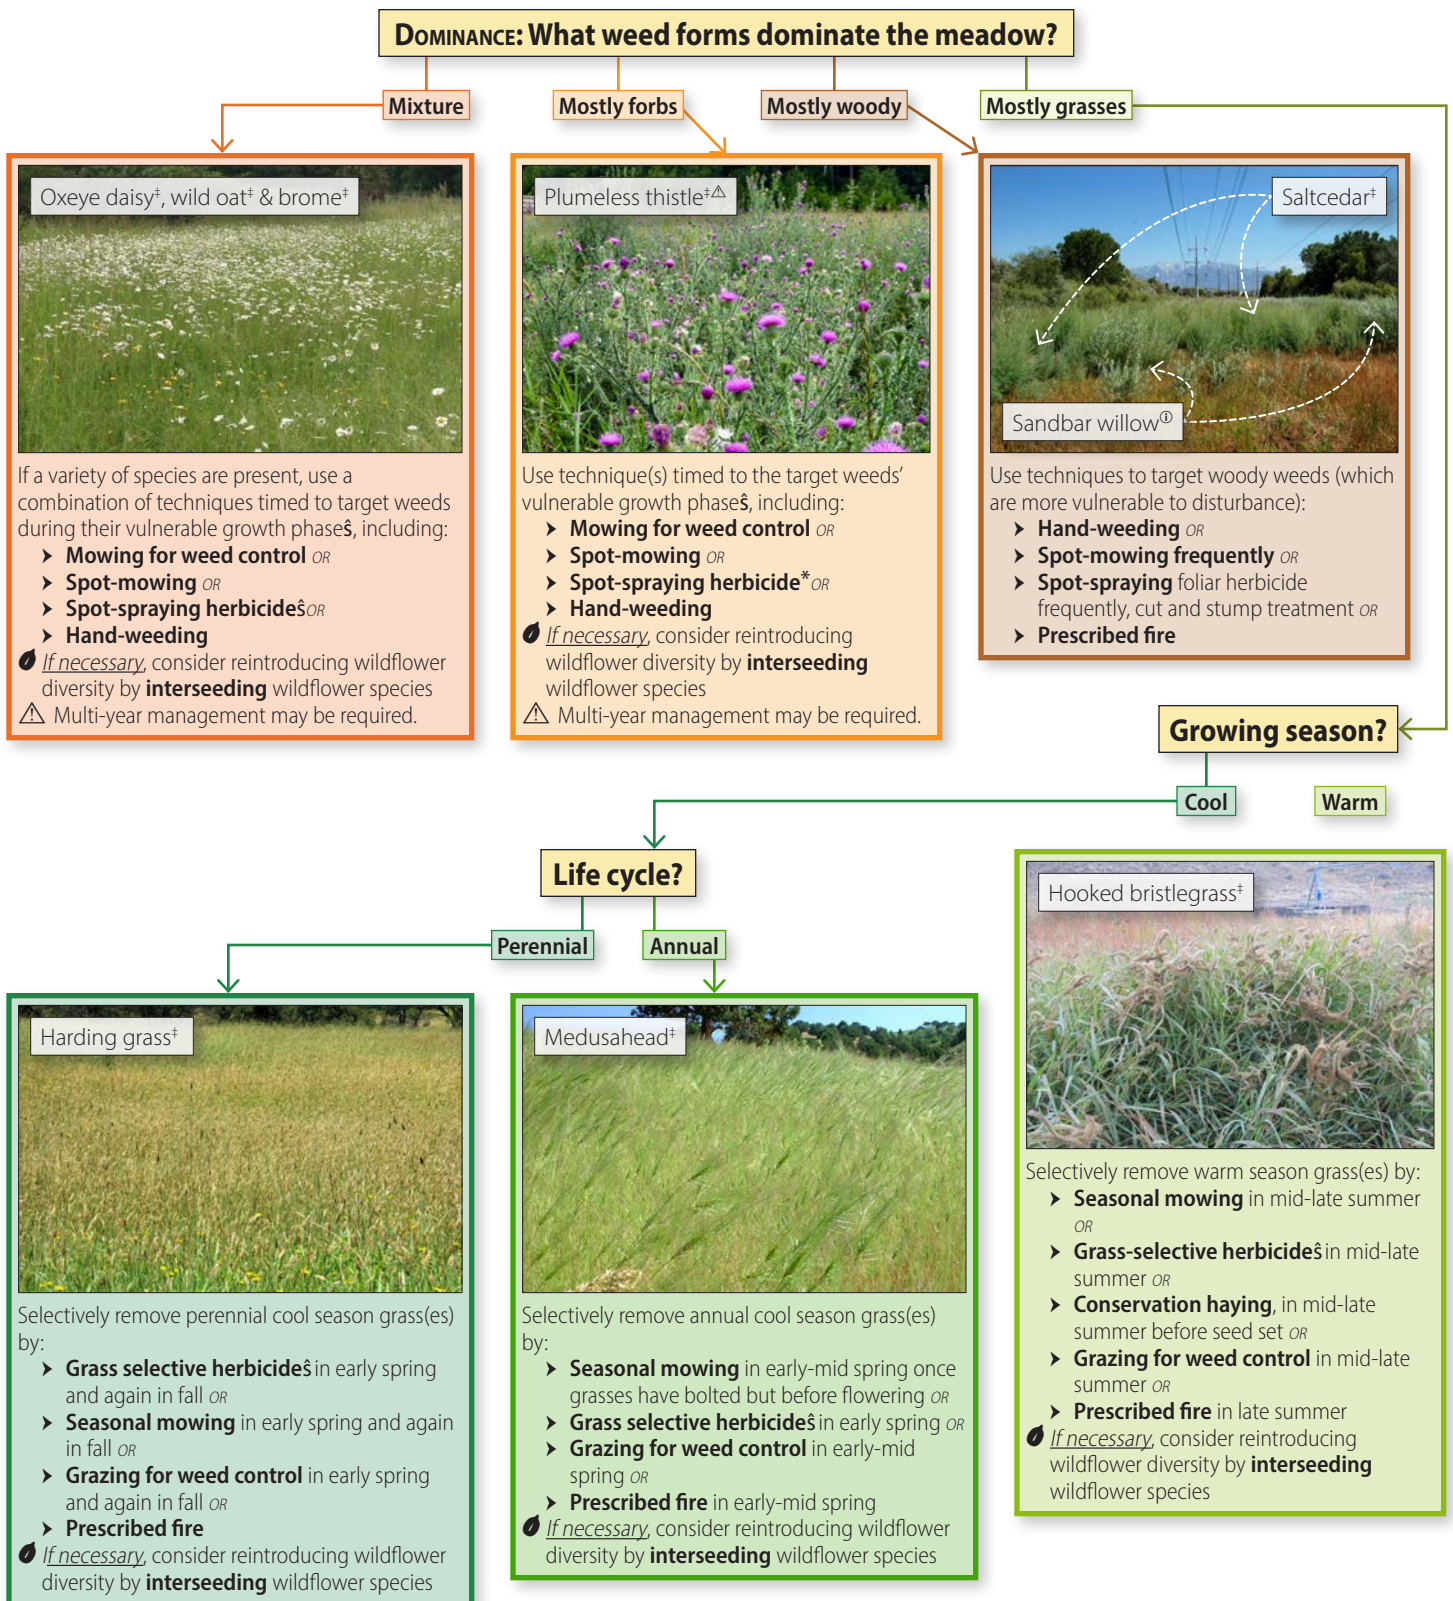 DOMINANCE: What weed forms dominate the meadow?
Mixture
Mostly forbs
Mostly woody
Mostly grasses
Oxeye daisy‡, wild oat‡ & brome‡
If a variety of species are present, use a
combination of techniques timed to target weeds
during their vulnerable growth phaseŝ, including:
➤ Mowing for weed control OR
➤ Spot-mowing OR
➤ Spot-spraying herbicideŝ OR
➤ Hand-weeding
If necessary, consider reintroducing wildflower
diversity by interseeding wildflower species
⚠ Multi-year management may be required.
Plumeless thistle‡⚠
Use technique(s) timed to the target weeds'
vulnerable growth phaseŝ, including:
➤ Mowing for weed control OR
➤ Spot-mowing OR
➤ Spot-spraying herbicide* OR
➤ Hand-weeding
If necessary, consider reintroducing
wildflower diversity by interseeding
wildflower species
⚠ Multi-year management may be required.
Saltcedar‡
Sandbar willow①
Use techniques to target woody weeds (which
are more vulnerable to disturbance):
➤ Hand-weeding OR
➤ Spot-mowing frequently OR
➤ Spot-spraying foliar herbicide
frequently, cut and stump treatment OR
➤ Prescribed fire
Growing season?
Cool
Warm
Life cycle?
Perennial
Annual
Harding grass‡
Selectively remove perennial cool season grass(es)
by:
➤ Grass selective herbicideŝ in early spring
and again in fall OR
➤ Seasonal mowing in early spring and again
in fall OR
➤ Grazing for weed control in early spring
and again in fall OR
➤ Prescribed fire
If necessary, consider reintroducing wildflower
diversity by interseeding wildflower species
Medusahead‡
Selectively remove annual cool season grass(es)
by:
➤ Seasonal mowing in early-mid spring once
grasses have bolted but before flowering OR
➤ Grass selective herbicideŝ in early spring OR
➤ Grazing for weed control in early-mid
spring OR
➤ Prescribed fire in early-mid spring
If necessary, consider reintroducing wildflower
diversity by interseeding wildflower species
Hooked bristlegrass‡
Selectively remove warm season grass(es) by:
➤ Seasonal mowing in mid-late summer
OR
➤ Grass-selective herbicideŝ in mid-late
summer OR
➤ Conservation haying, in mid-late
summer before seed set OR
➤ Grazing for weed control in mid-late
summer OR
➤ Prescribed fire in late summer
If necessary, consider reintroducing
wildflower diversity by interseeding
wildflower species